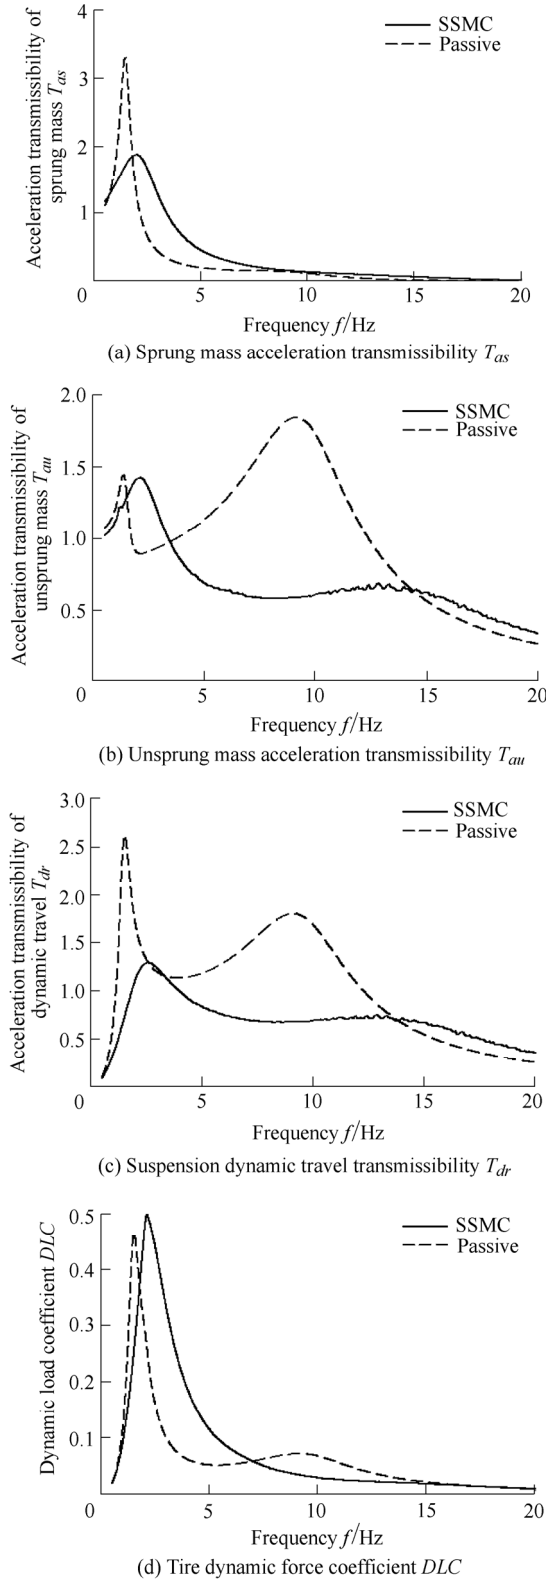 Acceleration transmissibility of
sprung mass Tas
4
3
2
1
0
5
10
15
20
SSMC
Passive
Frequency f/Hz
(a) Sprung mass acceleration transmissibility Tas
Acceleration transmissibility of
unsprung mass Tau
2.0
1.5
1.0
0.5
0
5
10
15
20
SSMC
Passive
Frequency f/Hz
(b) Unsprung mass acceleration transmissibility Tau
Acceleration transmissibility of
dynamic travel Tdr
3.0
2.5
2.0
1.5
1.0
0.5
0
5
10
15
20
SSMC
Passive
Frequency f/Hz
(c) Suspension dynamic travel transmissibility Tdr
Dynamic load coefficient DLC
0.5
0.4
0.3
0.2
0.1
0
5
10
15
20
SSMC
Passive
Frequency f/Hz
(d) Tire dynamic force coefficient DLC